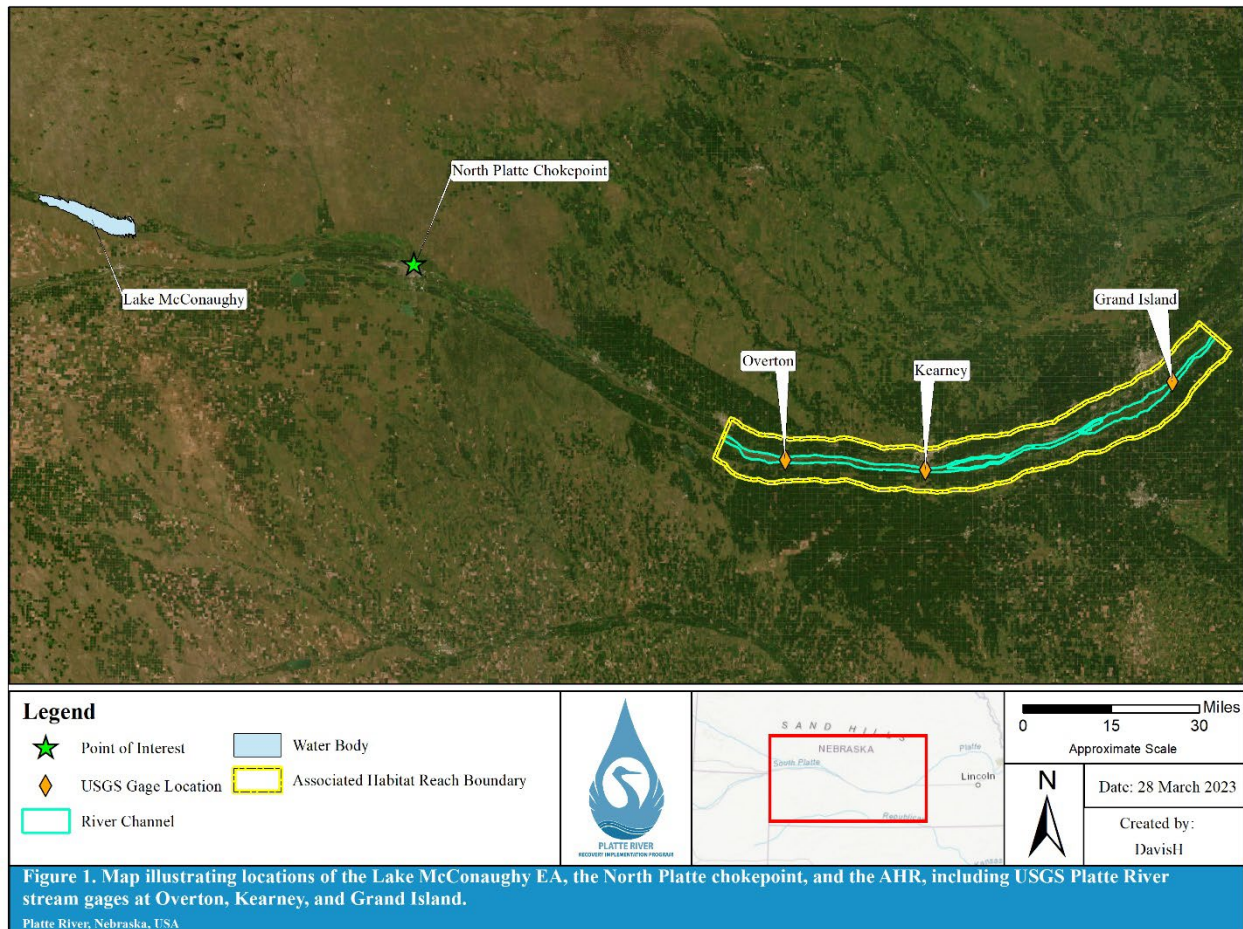 North Platte Chokepoint
Lake McConaughy
Grand Island
Overton
Kearney
Legend
Point of Interest
USGS Gage Location
River Channel
Water Body
Associated Habitat Reach Boundary
PLATTE RIVER
RECOVERY IMPLEMENTATION PROGRAM
SAND HILLS
NEBRASKA
South Platte
Platte
Lincoln
Republican
Kansas
Miles
0 15 30
Approximate Scale
N
Date: 28 March 2023
Created by:
DavisH
Figure 1. Map illustrating locations of the Lake McConaughy EA, the North Platte chokepoint, and the AHR, including USGS Platte River
stream gages at Overton, Kearney, and Grand Island.
Platte River, Nebraska, USA